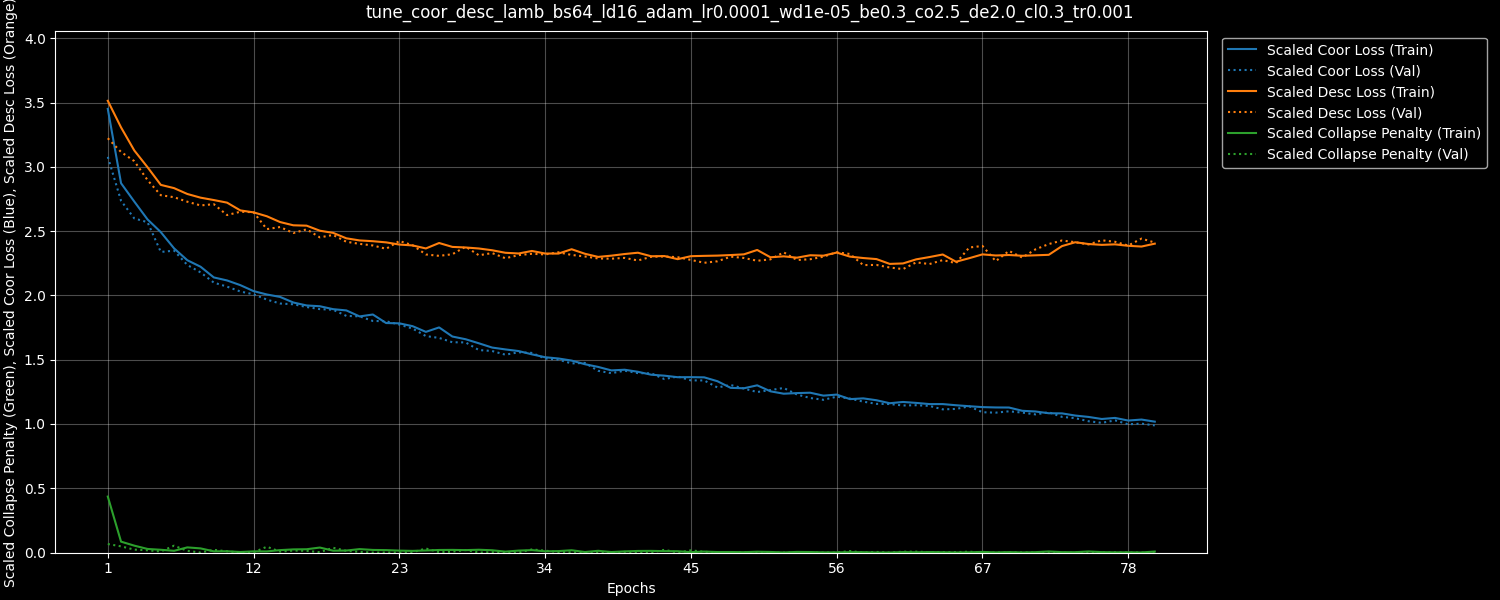 tune_coor_desc_lamb_bs64_ld16_adam_lr0.0001_wd1e-05_be0.3_co2.5_de2.0_cl0.3_tr0.001
Scaled Collapse Penalty (Green), Scaled Coor Loss (Blue), Scaled Desc Loss (Orange)
4.0
3.5
3.0
2.5
2.0
1.5
1.0
0.5
0.0
1 12 23 34 45 56 67 78
Epochs
Scaled Coor Loss (Train)
Scaled Coor Loss (Val)
Scaled Desc Loss (Train)
Scaled Desc Loss (Val)
Scaled Collapse Penalty (Train)
Scaled Collapse Penalty (Val)